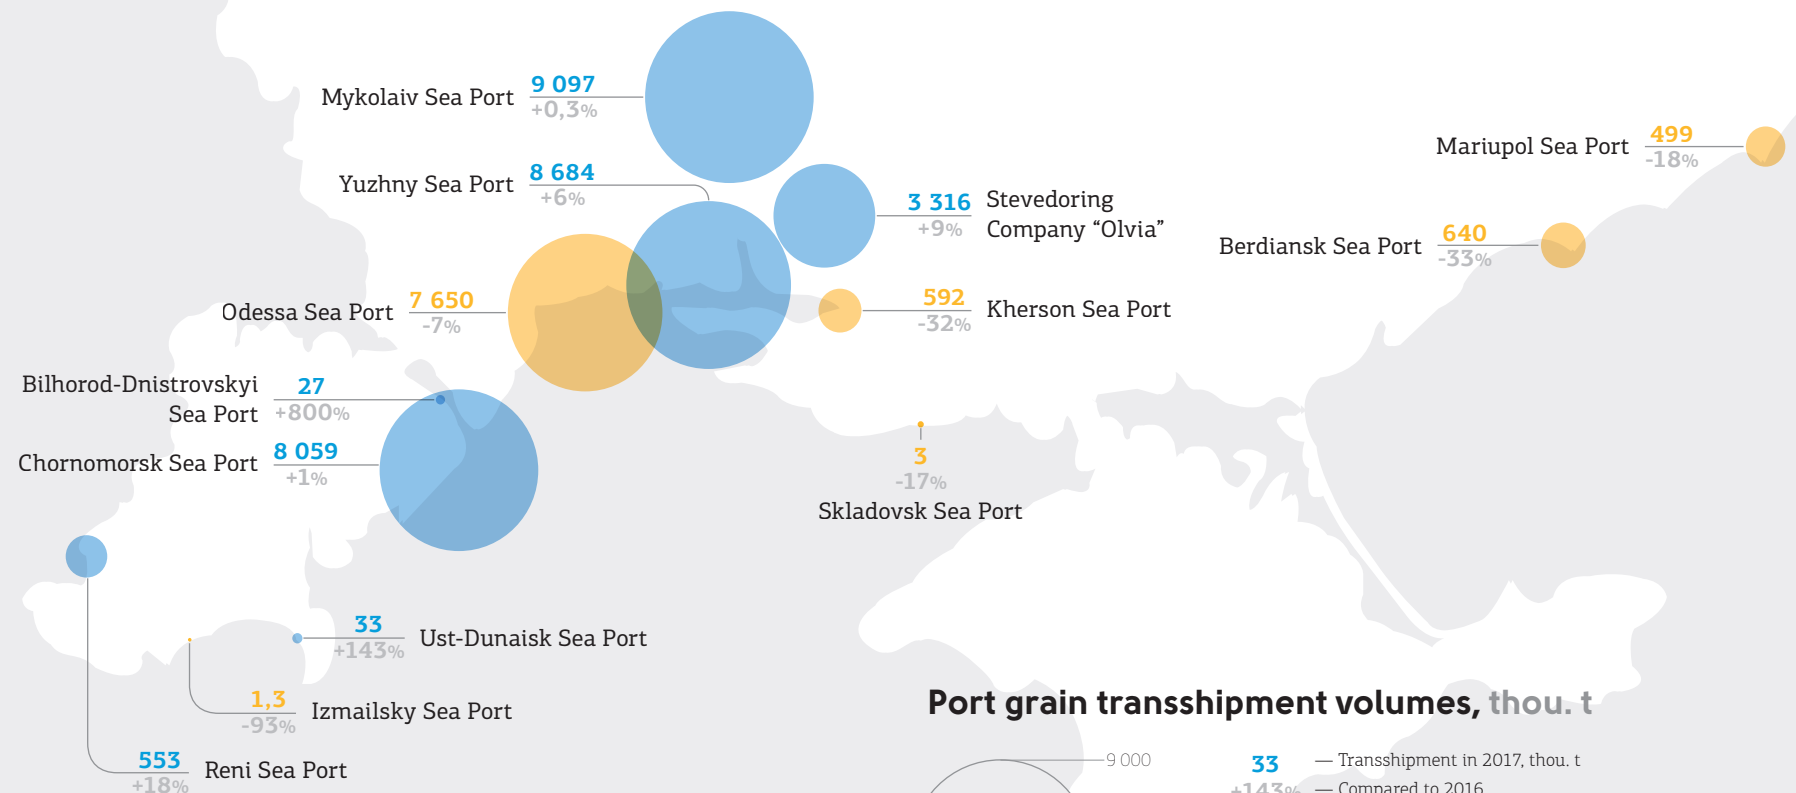 Mykolaiv Sea Port
9 097
+0,3%
Yuzhny Sea Port
8 684
+6%
3 316
+9%
Stevedoring
Company “Olvia”
Mariupol Sea Port
499
-18%
Berdiansk Sea Port
640
-33%
Odessa Sea Port
7 650
-7%
592
-32%
Kherson Sea Port
Bilhorod-Dnistrovskyi
Sea Port
27
+800%
Chornomorsk Sea Port
8 059
+1%
3
-17%
Skladovsk Sea Port
33
+143%
Ust-Dunaisk Sea Port
1,3
-93%
Izmailsky Sea Port
553
+18%
Reni Sea Port
Port grain transshipment volumes, thou. t
9 000
33
— Transshipment in 2017, thou. t
+143%
— Compared to 2016